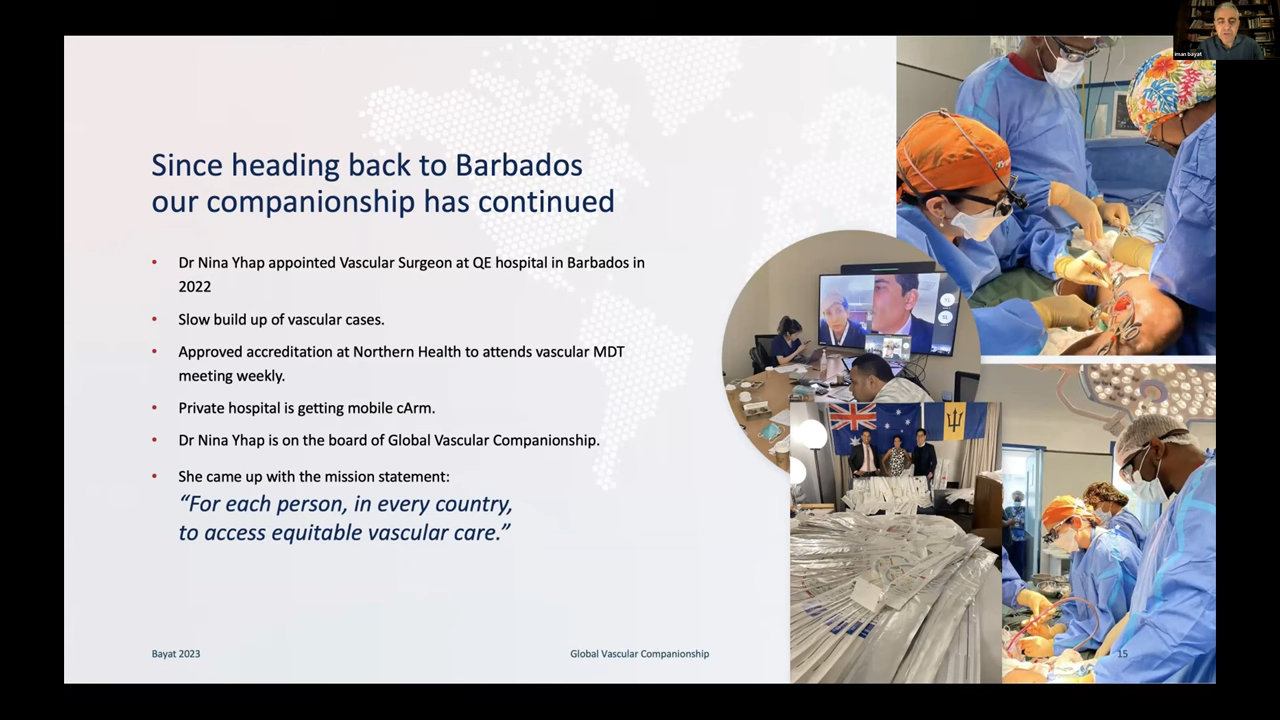 iman bayat
Since heading back to Barbados
our companionship has continued
• Dr Nina Yhap appointed Vascular Surgeon at QE hospital in Barbados in
2022
• Slow build up of vascular cases.
• Approved accreditation at Northern Health to attends vascular MDT
meeting weekly.
• Private hospital is getting mobile cArm.
• Dr Nina Yhap is on the board of Global Vascular Companionship.
• She came up with the mission statement:
“For each person, in every country,
to access equitable vascular care.”
Bayat 2023
Global Vascular Companionship
15